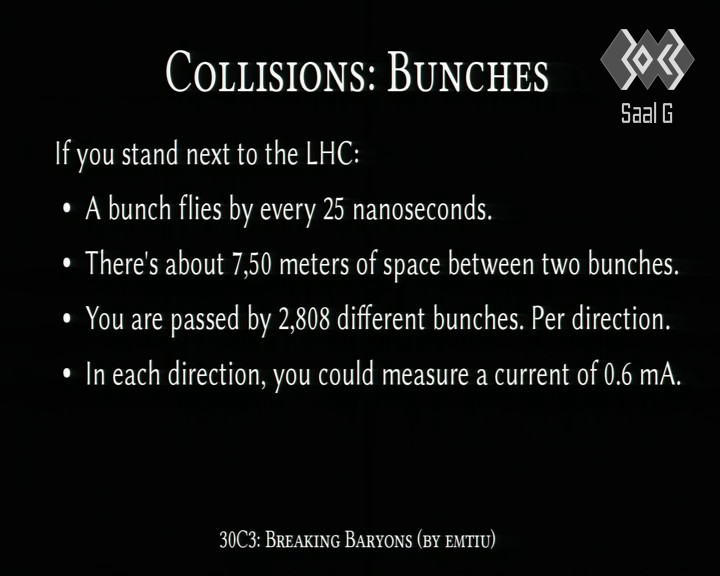 Collisions: Bunches
Saal G
If you stand next to the LHC:
• A bunch flies by every 25 nanoseconds.
• There's about 7,50 meters of space between two bunches.
• You are passed by 2,808 different bunches. Per direction.
• In each direction, you could measure a current of 0.6 mA.
30C3: Breaking Baryons (by emtiu)